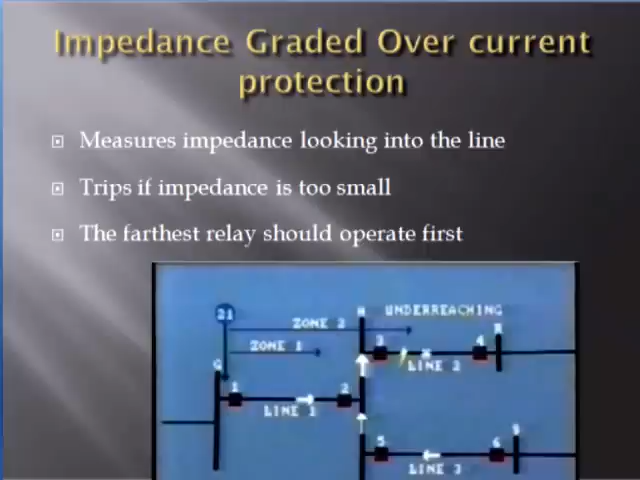 Impedance Graded Over current
protection
Measures impedance looking into the line
Trips if impedance is too small
The farthest relay should operate first
21
H UNDERREACHING
ZONE 2
ZONE 1
G
3 4 R
LINE 2
1 2
LINE 1
5 6 S
LINE 3